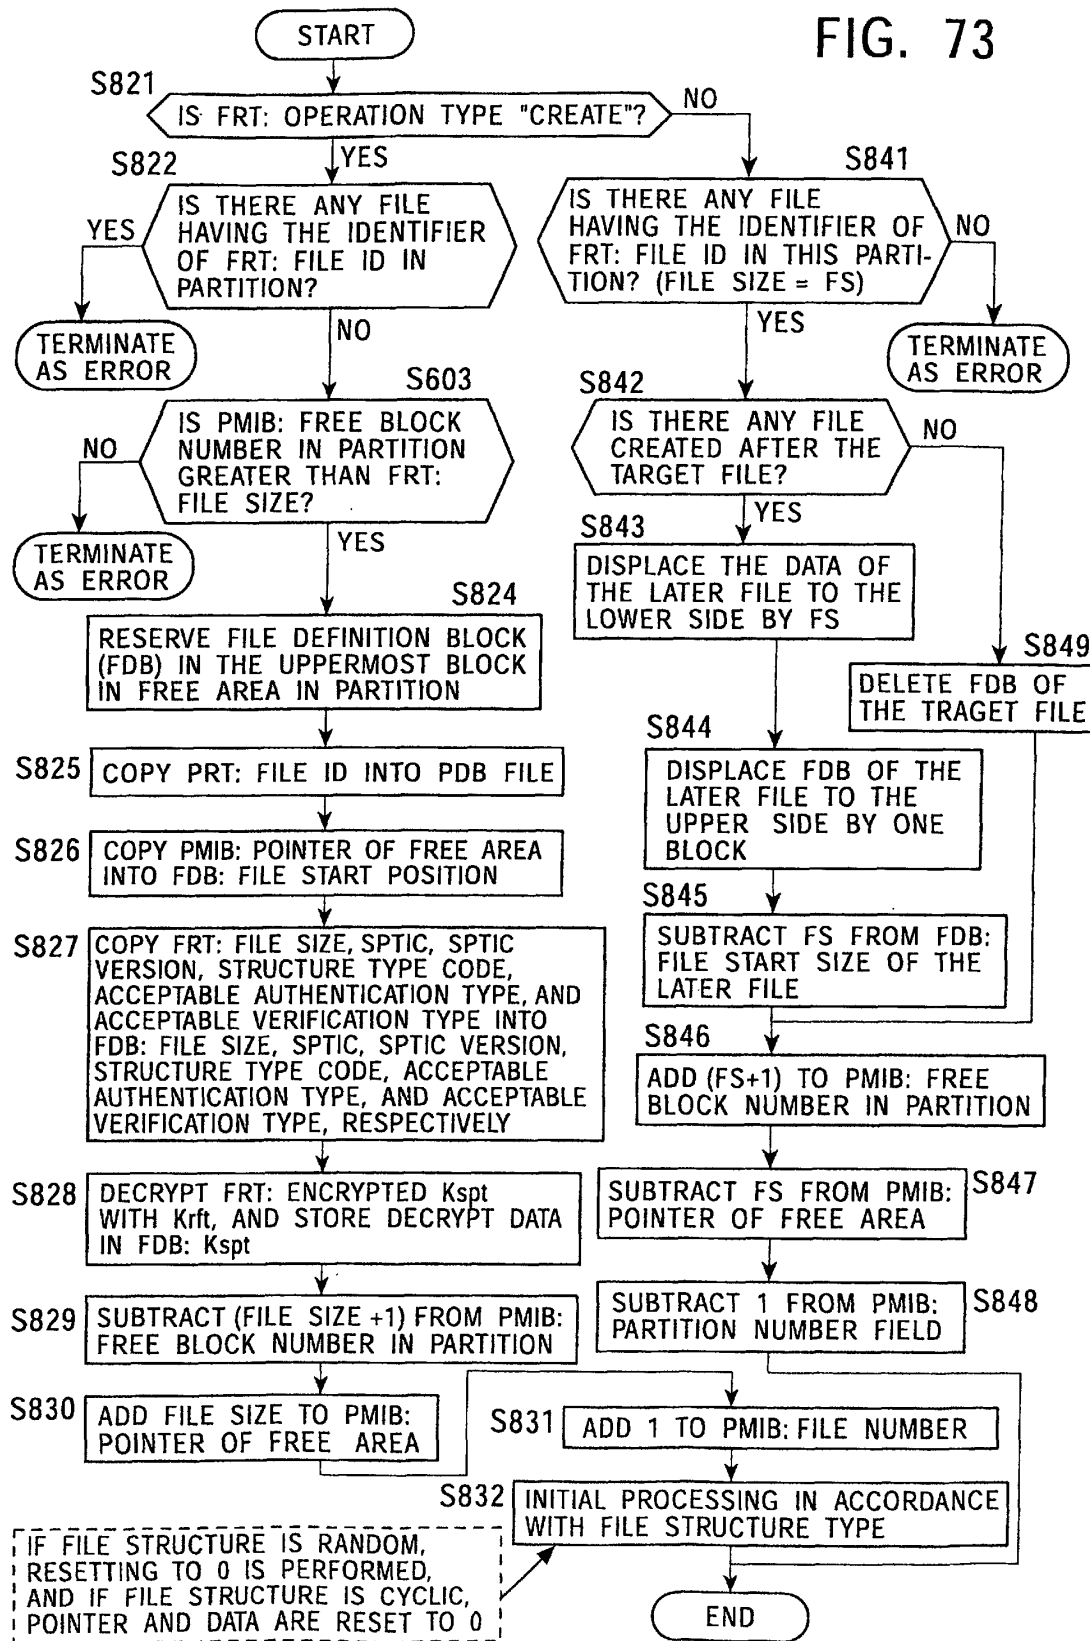 FIG. 73
START
S821
IS FRT: OPERATION TYPE "CREATE"?
NO
YES
S822
IS THERE ANY FILE
HAVING THE IDENTIFIER
OF FRT: FILE ID IN
PARTITION?
YES
TERMINATE
AS ERROR
NO
S603
IS PMIB: FREE BLOCK
NUMBER IN PARTITION
GREATER THAN FRT:
FILE SIZE?
NO
TERMINATE
AS ERROR
YES
S824
RESERVE FILE DEFINITION BLOCK
(FDB) IN THE UPPERMOST BLOCK
IN FREE AREA IN PARTITION
S825
COPY PRT: FILE ID INTO PDB FILE
S826
COPY PMIB: POINTER OF FREE AREA
INTO FDB: FILE START POSITION
S827
COPY FRT: FILE SIZE, SPTIC, SPTIC
VERSION, STRUCTURE TYPE CODE,
ACCEPTABLE AUTHENTICATION TYPE, AND
ACCEPTABLE VERIFICATION TYPE INTO
FDB: FILE SIZE, SPTIC, SPTIC VERSION,
STRUCTURE TYPE CODE, ACCEPTABLE
AUTHENTICATION TYPE, AND ACCEPTABLE
VERIFICATION TYPE, RESPECTIVELY
S828
DECRYPT FRT: ENCRYPTED Kspt
WITH Krft, AND STORE DECRYPT DATA
IN FDB: Kspt
S829
SUBTRACT (FILE SIZE +1) FROM PMIB:
FREE BLOCK NUMBER IN PARTITION
S830
ADD FILE SIZE TO PMIB:
POINTER OF FREE AREA
S841
IS THERE ANY FILE
HAVING THE IDENTIFIER OF
FRT: FILE ID IN THIS PARTI-
TION? (FILE SIZE = FS)
NO
TERMINATE
AS ERROR
YES
S842
IS THERE ANY FILE
CREATED AFTER THE
TARGET FILE?
NO
YES
S843
DISPLACE THE DATA OF
THE LATER FILE TO THE
LOWER SIDE BY FS
S849
DELETE FDB OF
THE TRAGET FILE
S844
DISPLACE FDB OF THE
LATER FILE TO THE
UPPER SIDE BY ONE
BLOCK
S845
SUBTRACT FS FROM FDB:
FILE START SIZE OF THE
LATER FILE
S846
ADD (FS+1) TO PMIB: FREE
BLOCK NUMBER IN PARTITION
S847
SUBTRACT FS FROM PMIB:
POINTER OF FREE AREA
S848
SUBTRACT 1 FROM PMIB:
PARTITION NUMBER FIELD
S831
ADD 1 TO PMIB: FILE NUMBER
S832
INITIAL PROCESSING IN ACCORDANCE
WITH FILE STRUCTURE TYPE
IF FILE STRUCTURE IS RANDOM,
RESETTING TO 0 IS PERFORMED,
AND IF FILE STRUCTURE IS CYCLIC,
POINTER AND DATA ARE RESET TO 0
END